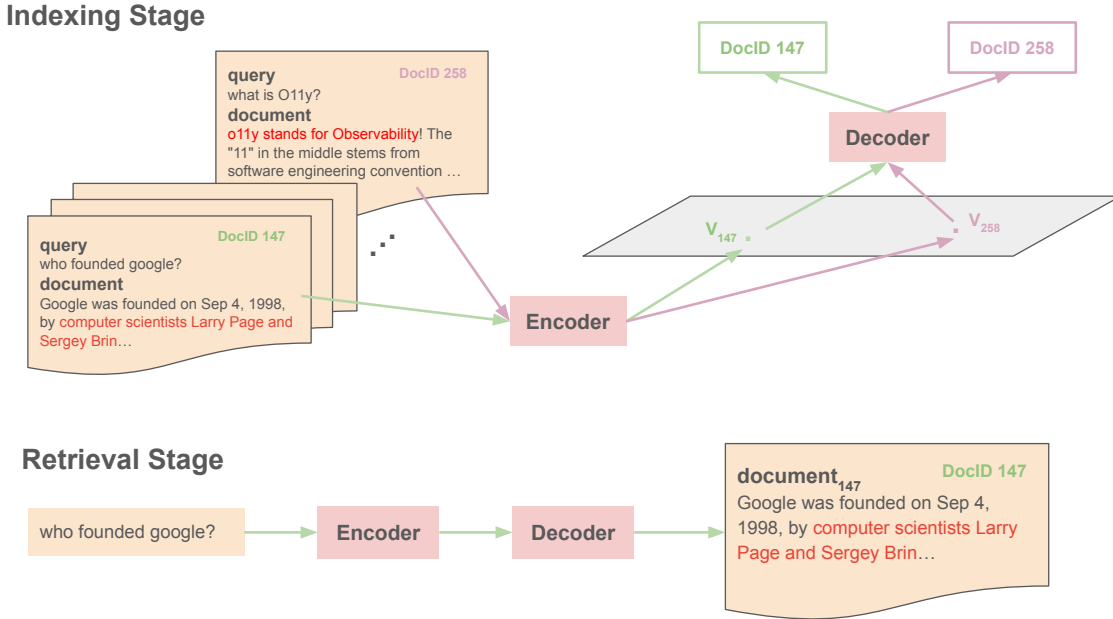 Indexing Stage
query
DocID 258
what is O11y?
document
o11y stands for Observability! The
"11" in the middle stems from
software engineering convention …
query
DocID 147
who founded google?
document
Google was founded on Sep 4, 1998,
by computer scientists Larry Page and
Sergey Brin…
Encoder
DocID 147
DocID 258
Decoder
V147
V258
Retrieval Stage
who founded google?
Encoder
Decoder
document147
DocID 147
Google was founded on Sep 4,
1998, by computer scientists Larry
Page and Sergey Brin…